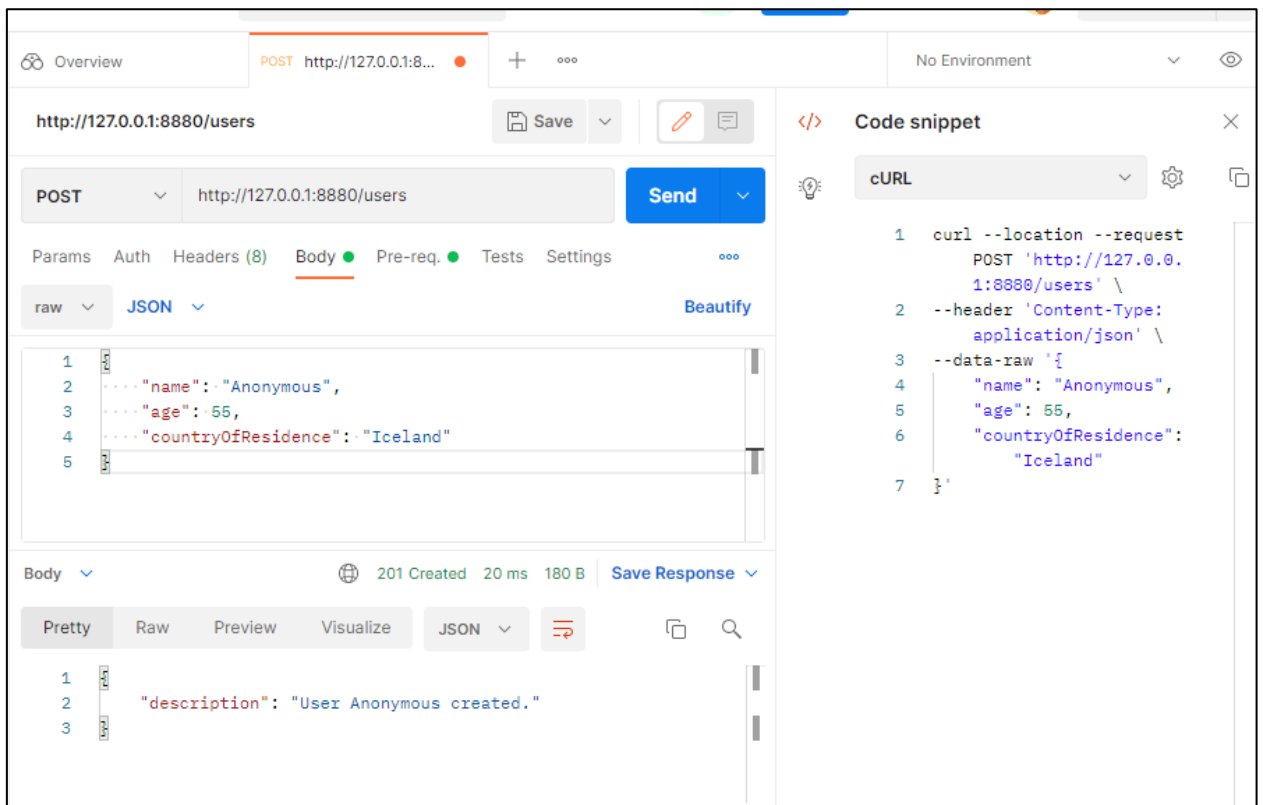 Overview
POST http://127.0.0.1:8...
No Environment
http://127.0.0.1:8880/users
Save
</> Code snippet
POST http://127.0.0.1:8880/users
Send
cURL
Params Auth Headers (8) Body Pre-req. Tests Settings
raw JSON
Beautify
1 {
2 "name": "Anonymous",
3 "age": 55,
4 "countryOfResidence": "Iceland"
5 }
1 curl --location --request
POST 'http://127.0.0.
1:8880/users' \
2 --header 'Content-Type:
application/json' \
3 --data-raw '{
4 "name": "Anonymous",
5 "age": 55,
6 "countryOfResidence":
"Iceland"
7 }'
Body
201 Created 20 ms 180 B Save Response
Pretty Raw Preview Visualize JSON
1 {
2 "description": "User Anonymous created."
3 }